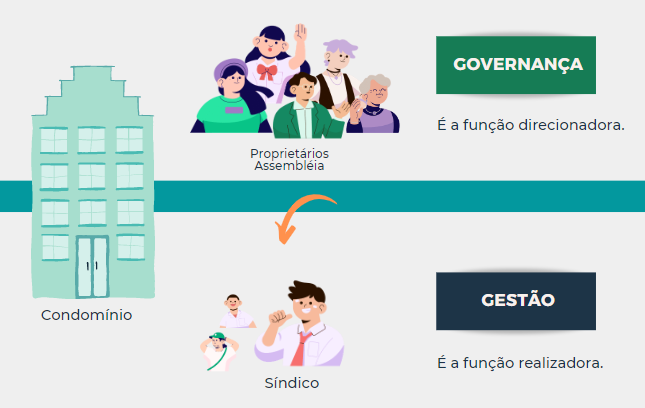 GOVERNANÇA
É a função direcionadora.
Proprietários
Assembléia
Condomínio
GESTÃO
É a função realizadora.
Síndico